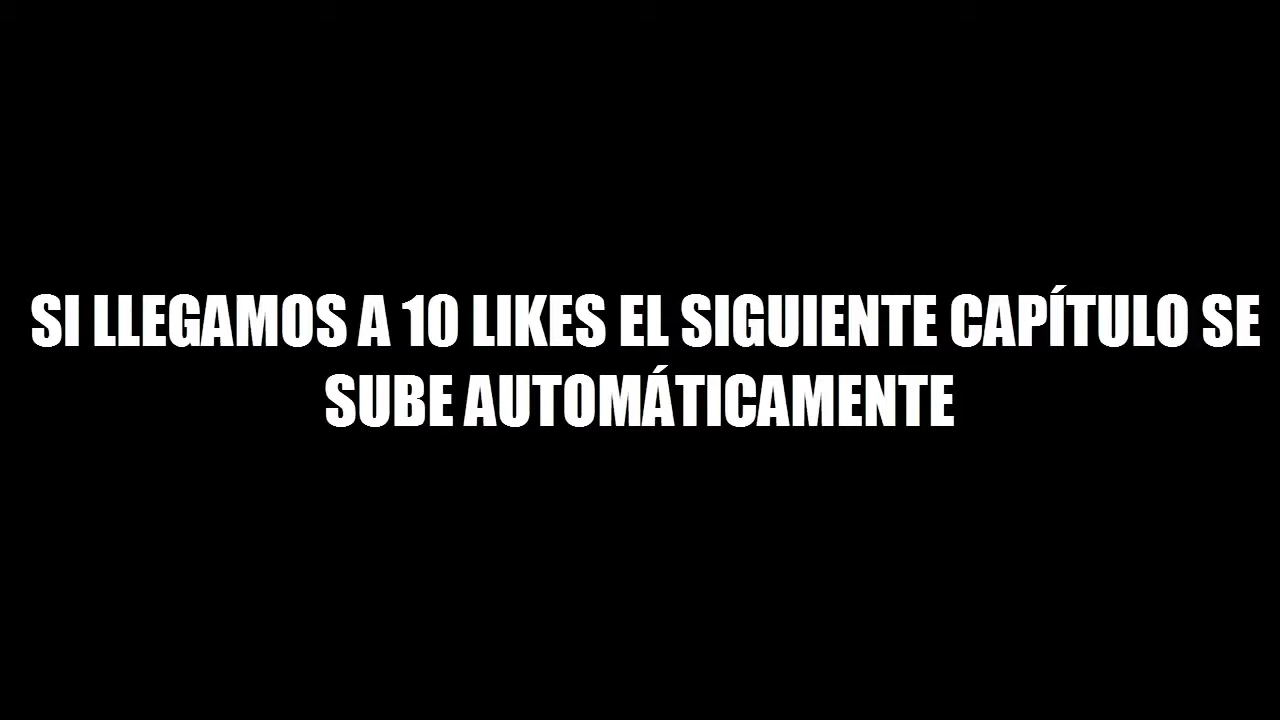 SI LLEGAMOS A 10 LIKES EL SIGUIENTE CAPÍTULO SE
SUBE AUTOMÁTICAMENTE